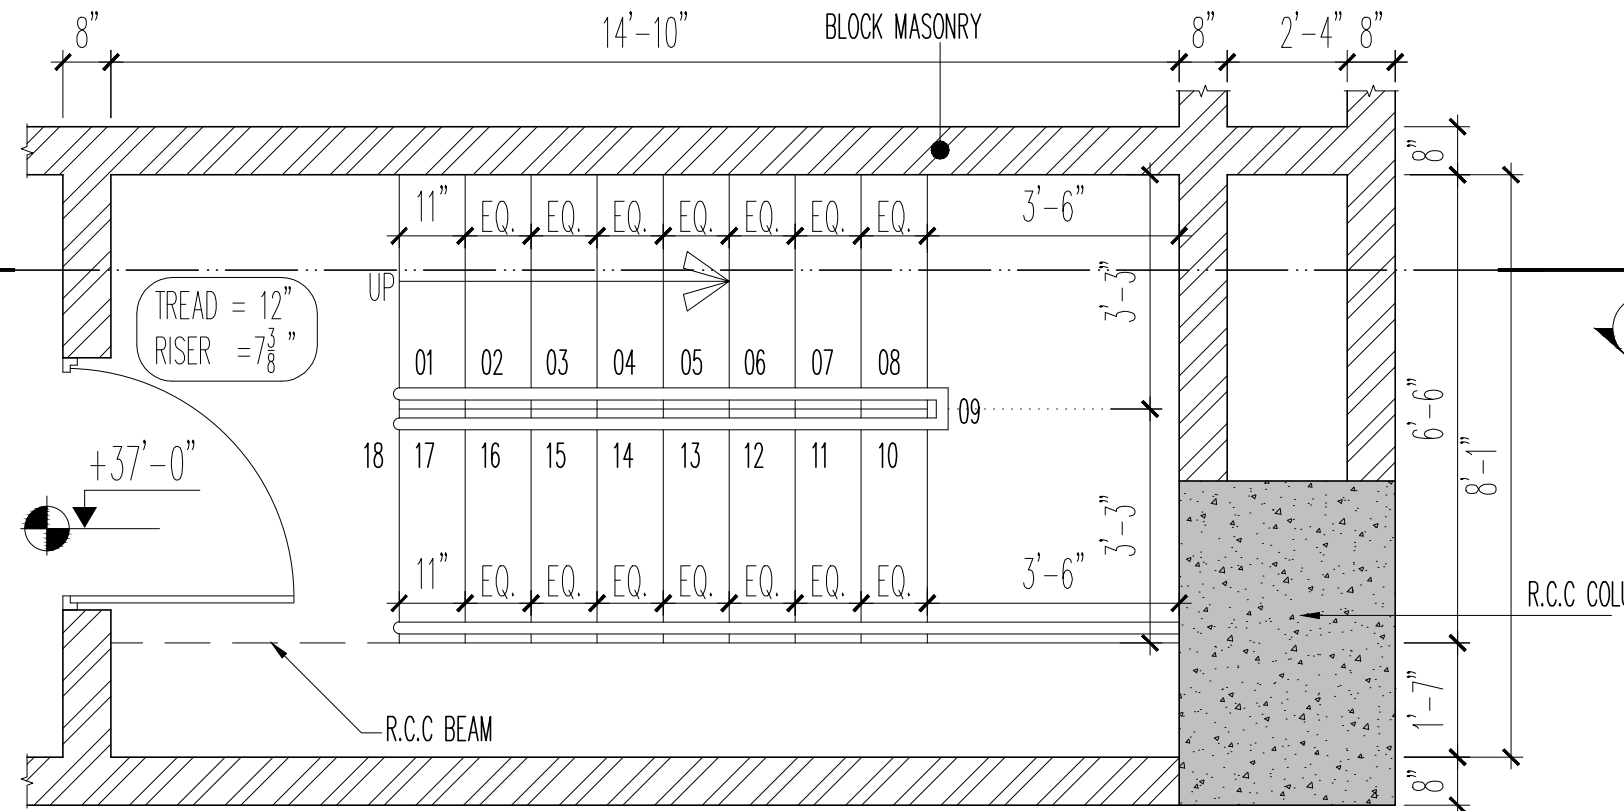 8” 14’-10” BLOCK MASONRY 8” 2’-4” 8”
8”
11” EQ. EQ. EQ. EQ. EQ. EQ. EQ. 3’-6”
UP
TREAD = 12”
RISER =7 3/8 ”
3’-3”
01 02 03 04 05 06 07 08
09
6’-6”
8’-1”
18 17 16 15 14 13 12 11 10
+37’-0”
3’-3”
11” EQ. EQ. EQ. EQ. EQ. EQ. EQ. 3’-6”
R.C.C COLU
1’-7”
R.C.C BEAM
8”